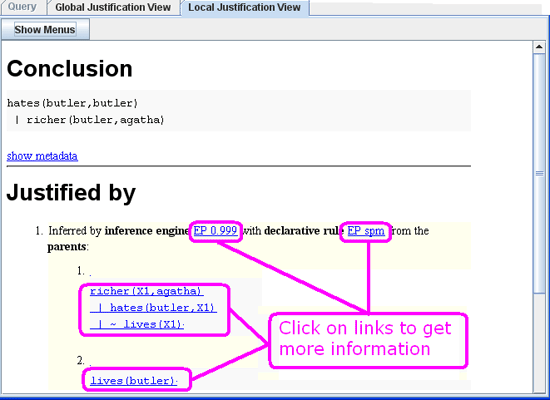 Query Global Justification View Local Justification View
Show Menus
Conclusion
hates(butler,butler)
| richer(butler,agatha)
show metadata
Justified by
1. Inferred by inference engine EP 0.999 with declarative rule EP spm from the
parents:
1. .
richer(X1,agatha)
| hates(butler,X1)
| ~ lives(X1).
Click on links to get
more information
2. .
lives(butler).